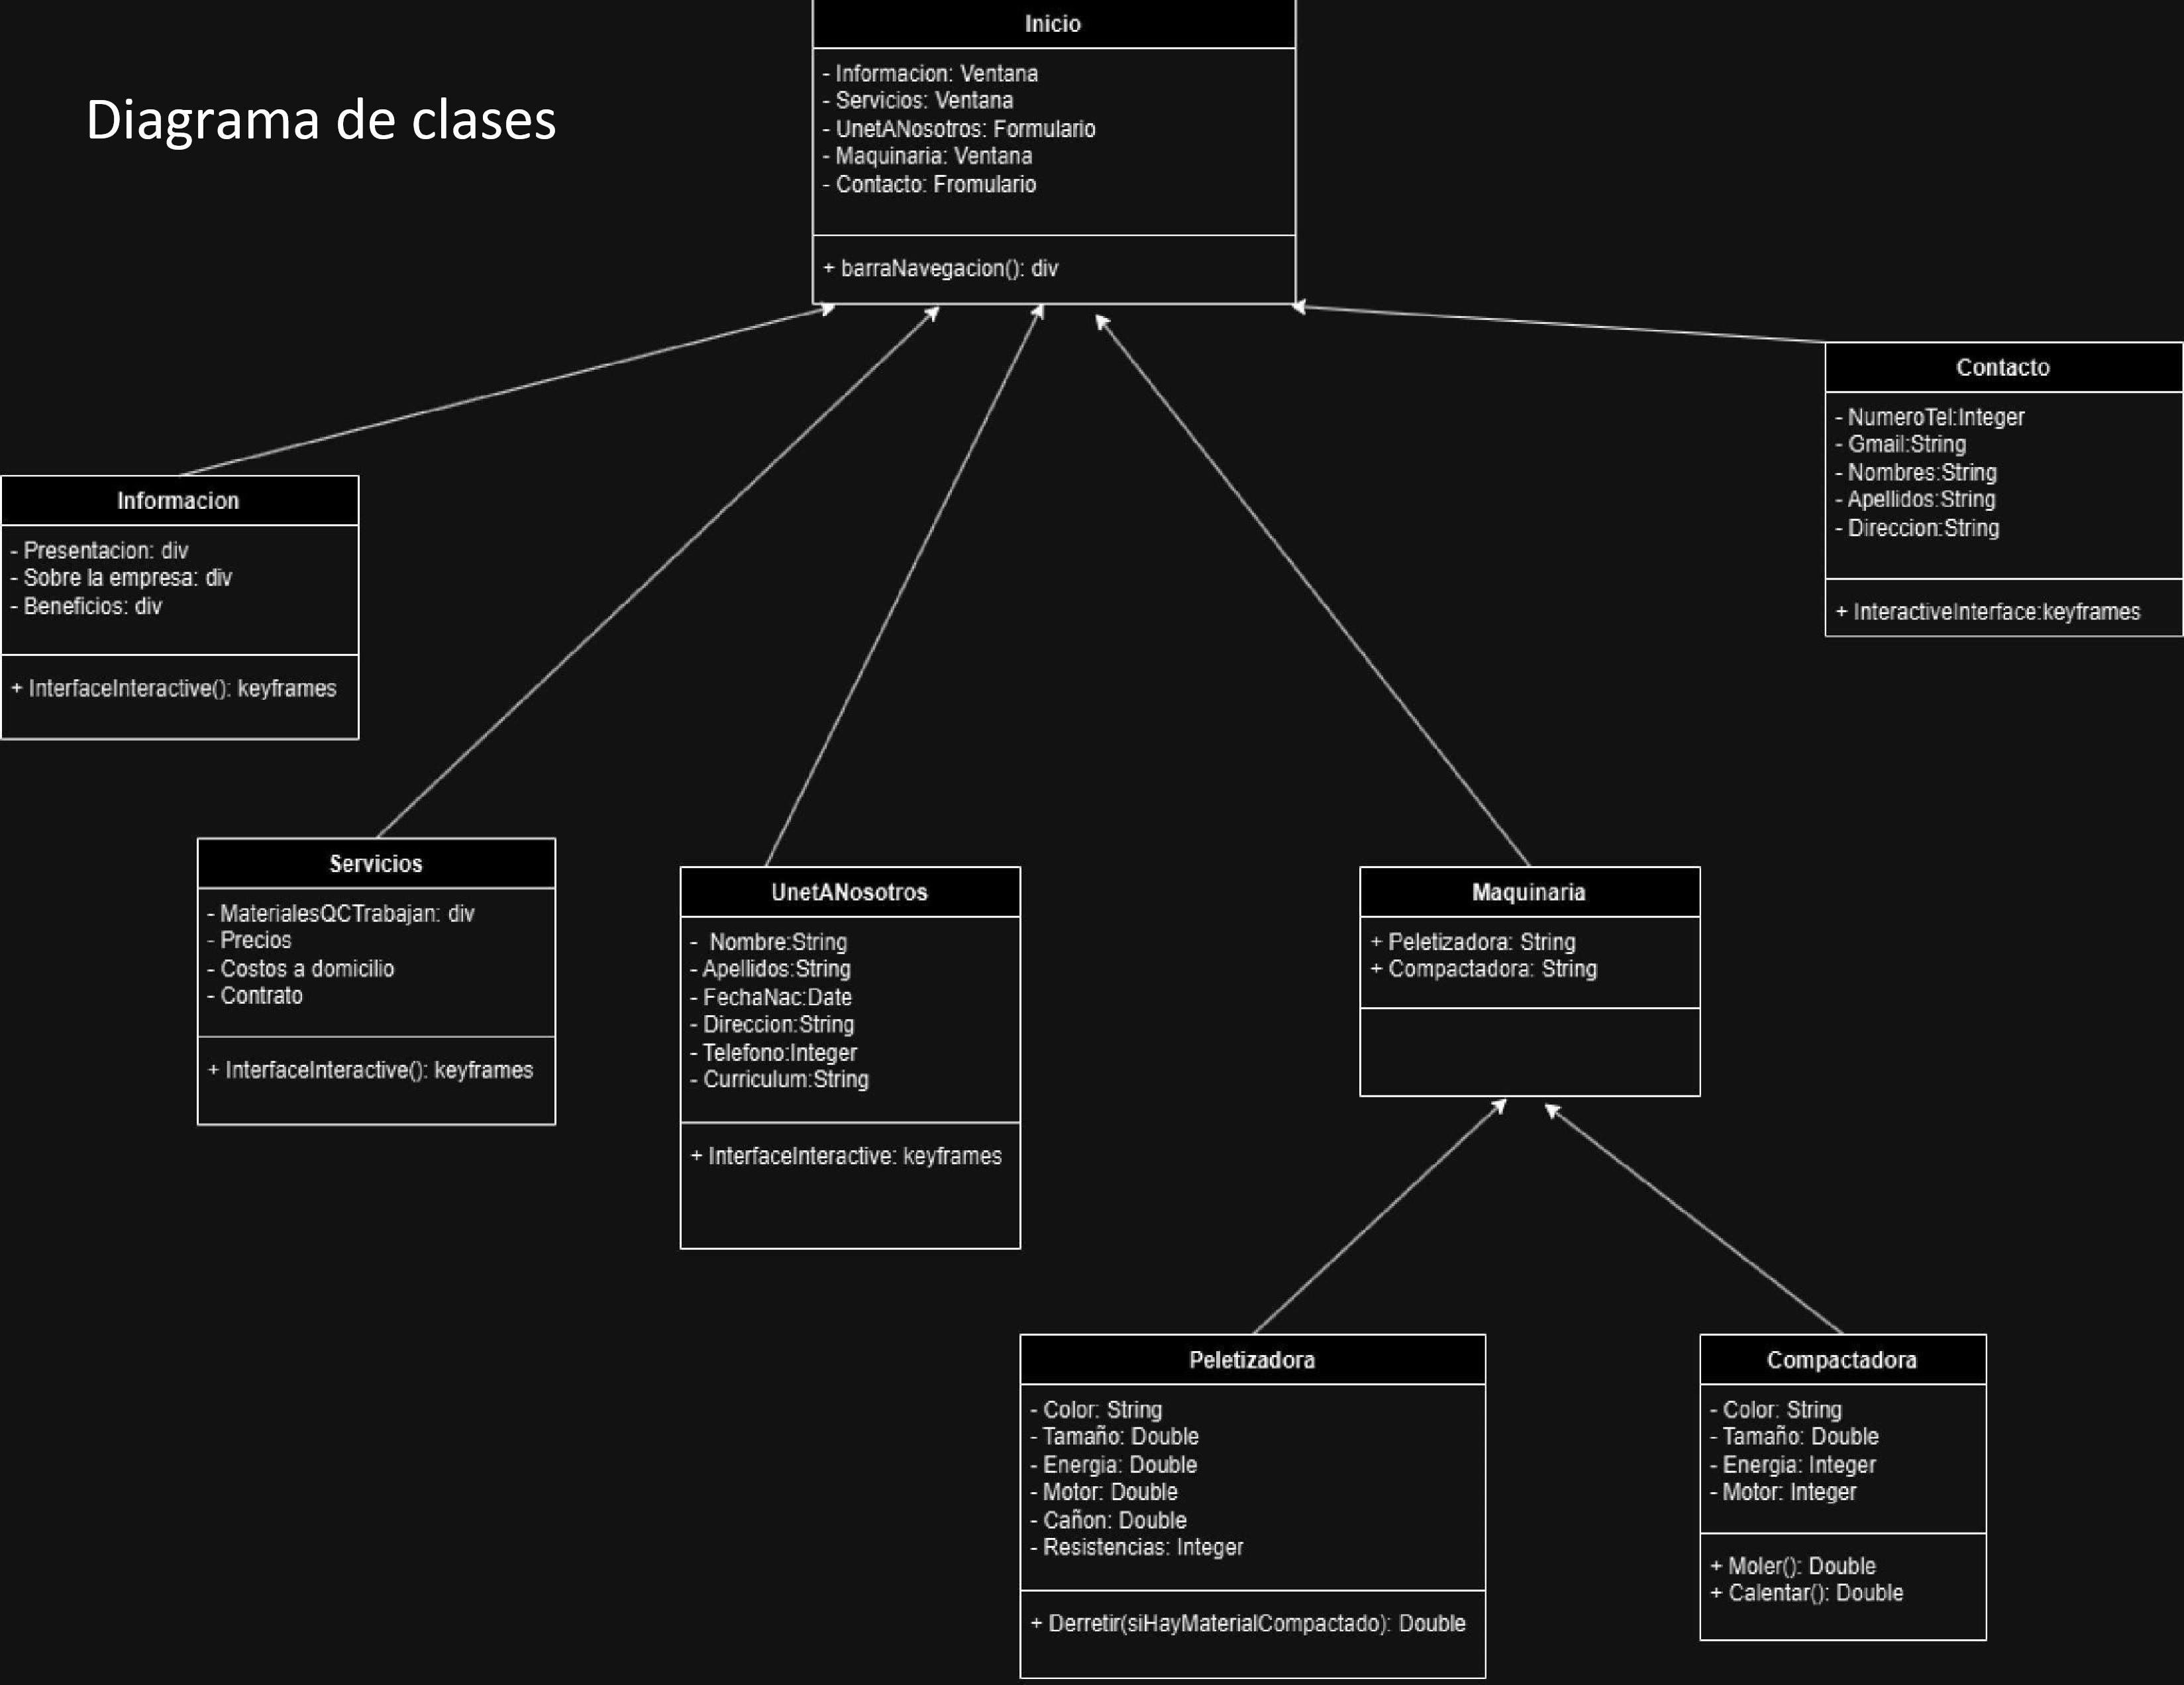 Diagrama de clases
Inicio
- Informacion: Ventana
- Servicios: Ventana
- UnetANosotros: Formulario
- Maquinaria: Ventana
- Contacto: Fromulario
+ barraNavegacion(): div
Contacto
- NumeroTel:Integer
- Gmail:String
- Nombres:String
- Apellidos:String
- Direccion:String
+ InteractiveInterface:keyframes
Informacion
- Presentacion: div
- Sobre la empresa: div
- Beneficios: div
+ InterfaceInteractive(): keyframes
Servicios
- MaterialesQCTrabajan: div
- Precios
- Costos a domicilio
- Contrato
+ InterfaceInteractive(): keyframes
UnetANosotros
- Nombre:String
- Apellidos:String
- FechaNac:Date
- Direccion:String
- Telefono:Integer
- Curriculum:String
+ InterfaceInteractive: keyframes
Maquinaria
+ Peletizadora: String
+ Compactadora: String
Peletizadora
- Color: String
- Tamaño: Double
- Energia: Double
- Motor: Double
- Cañon: Double
- Resistencias: Integer
+ Derretir(siHayMaterialCompactado): Double
Compactadora
- Color: String
- Tamaño: Double
- Energia: Integer
- Motor: Integer
+ Moler(): Double
+ Calentar(): Double